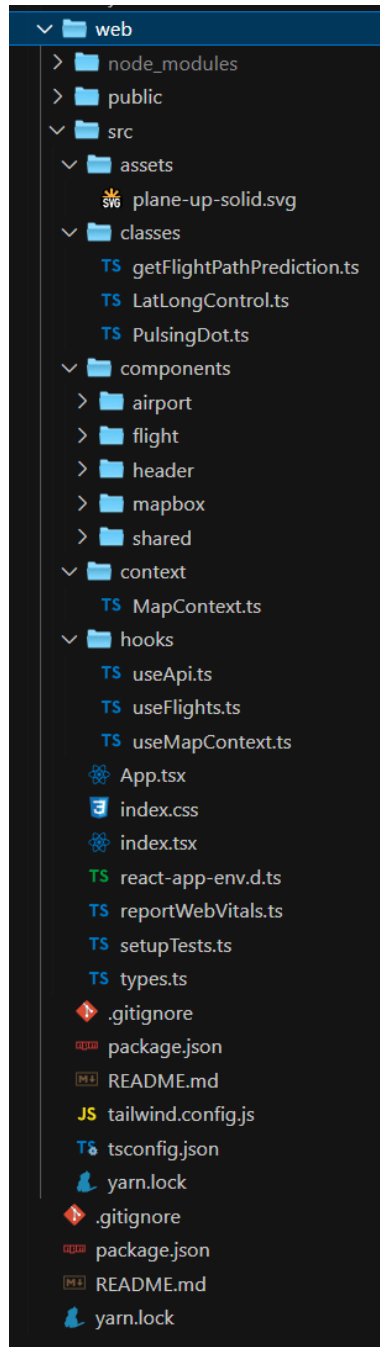 web
node_modules
public
src
assets
SVG plane-up-solid.svg
classes
TS getFlightPathPrediction.ts
TS LatLongControl.ts
TS PulsingDot.ts
components
airport
flight
header
mapbox
shared
context
TS MapContext.ts
hooks
TS useApi.ts
TS useFlights.ts
TS useMapContext.ts
App.tsx
3 index.css
index.tsx
TS react-app-env.d.ts
TS reportWebVitals.ts
TS setupTests.ts
TS types.ts
.gitignore
npm package.json
M README.md
JS tailwind.config.js
TS tsconfig.json
yarn.lock
.gitignore
npm package.json
M README.md
yarn.lock